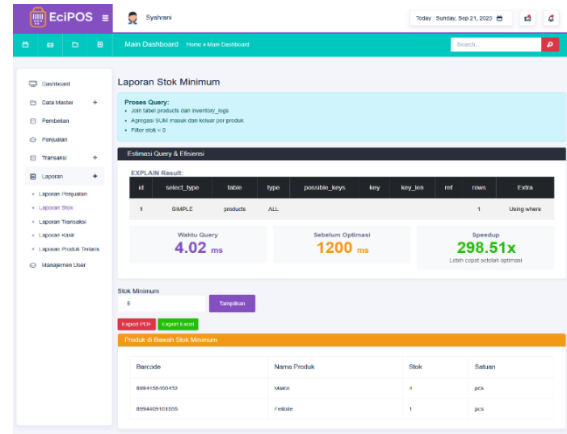 EciPOS
Syahrani
Today : Sunday, Sep 21, 2025
Main Dashboard Home • Main Dashboard
Search...
Dashboard
Data Master +
Pembelian
Penjualan
Transaksi +
Laporan +
Laporan Penjualan
Laporan Stok
Laporan Transaksi
Laporan Kasir
Laporan Produk Terlaris
Manajemen User
Laporan Stok Minimum
Proses Query:
• Join tabel products dan inventory_logs
• Agregasi SUM masuk dan keluar per produk
• Filter stok < 0
Estimasi Query & Efisiensi
EXPLAIN Result:
id select_type table type possible_keys key key_len ref rows Extra
1 SIMPLE products ALL 1 Using where
Waktu Query
4.02 ms
Sebelum Optimasi
1200 ms
Speedup
298.51x
Lebih cepat setelah optimasi
Stok Minimum
Tampilkan
Export PDF Export Excel
Produk di Bawah Stok Minimum
Barcode Nama Produk Stok Satuan
4 pcs
1 pcs